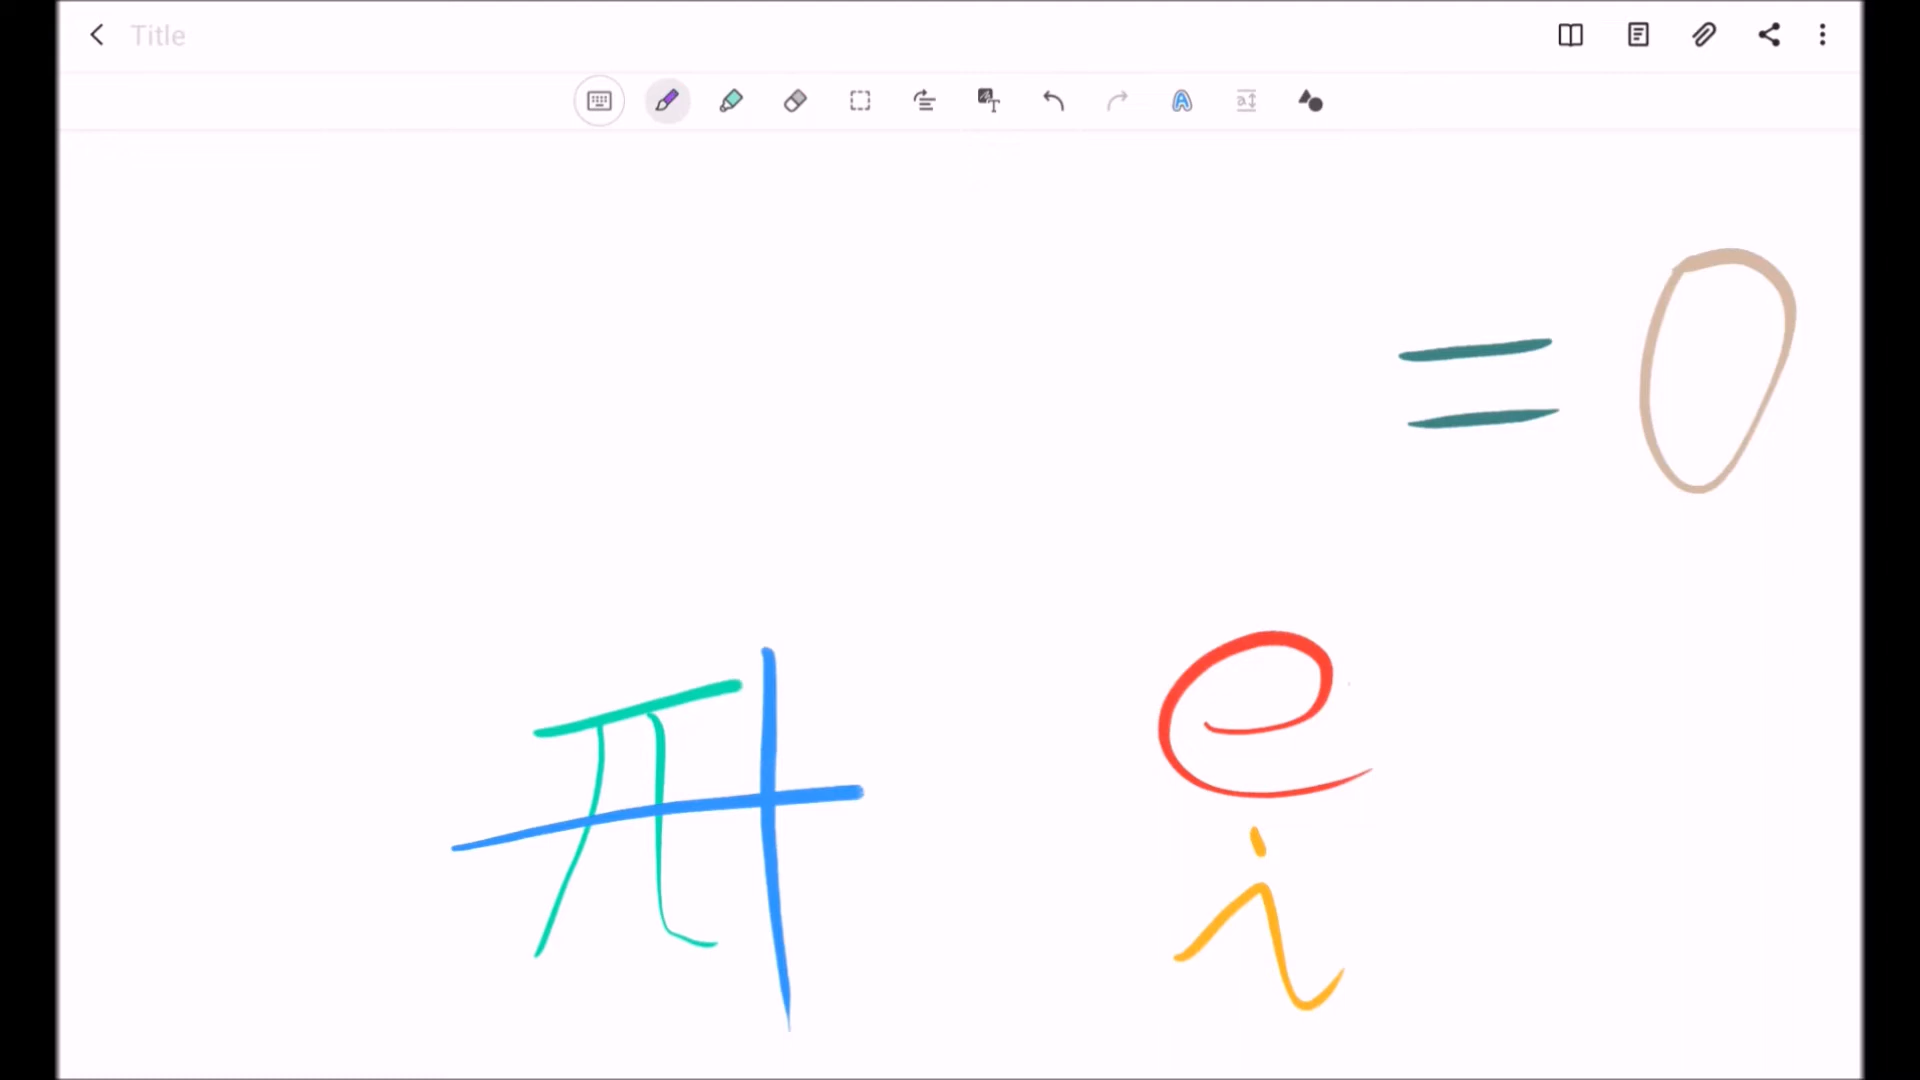 Title
= 0
π + e
i